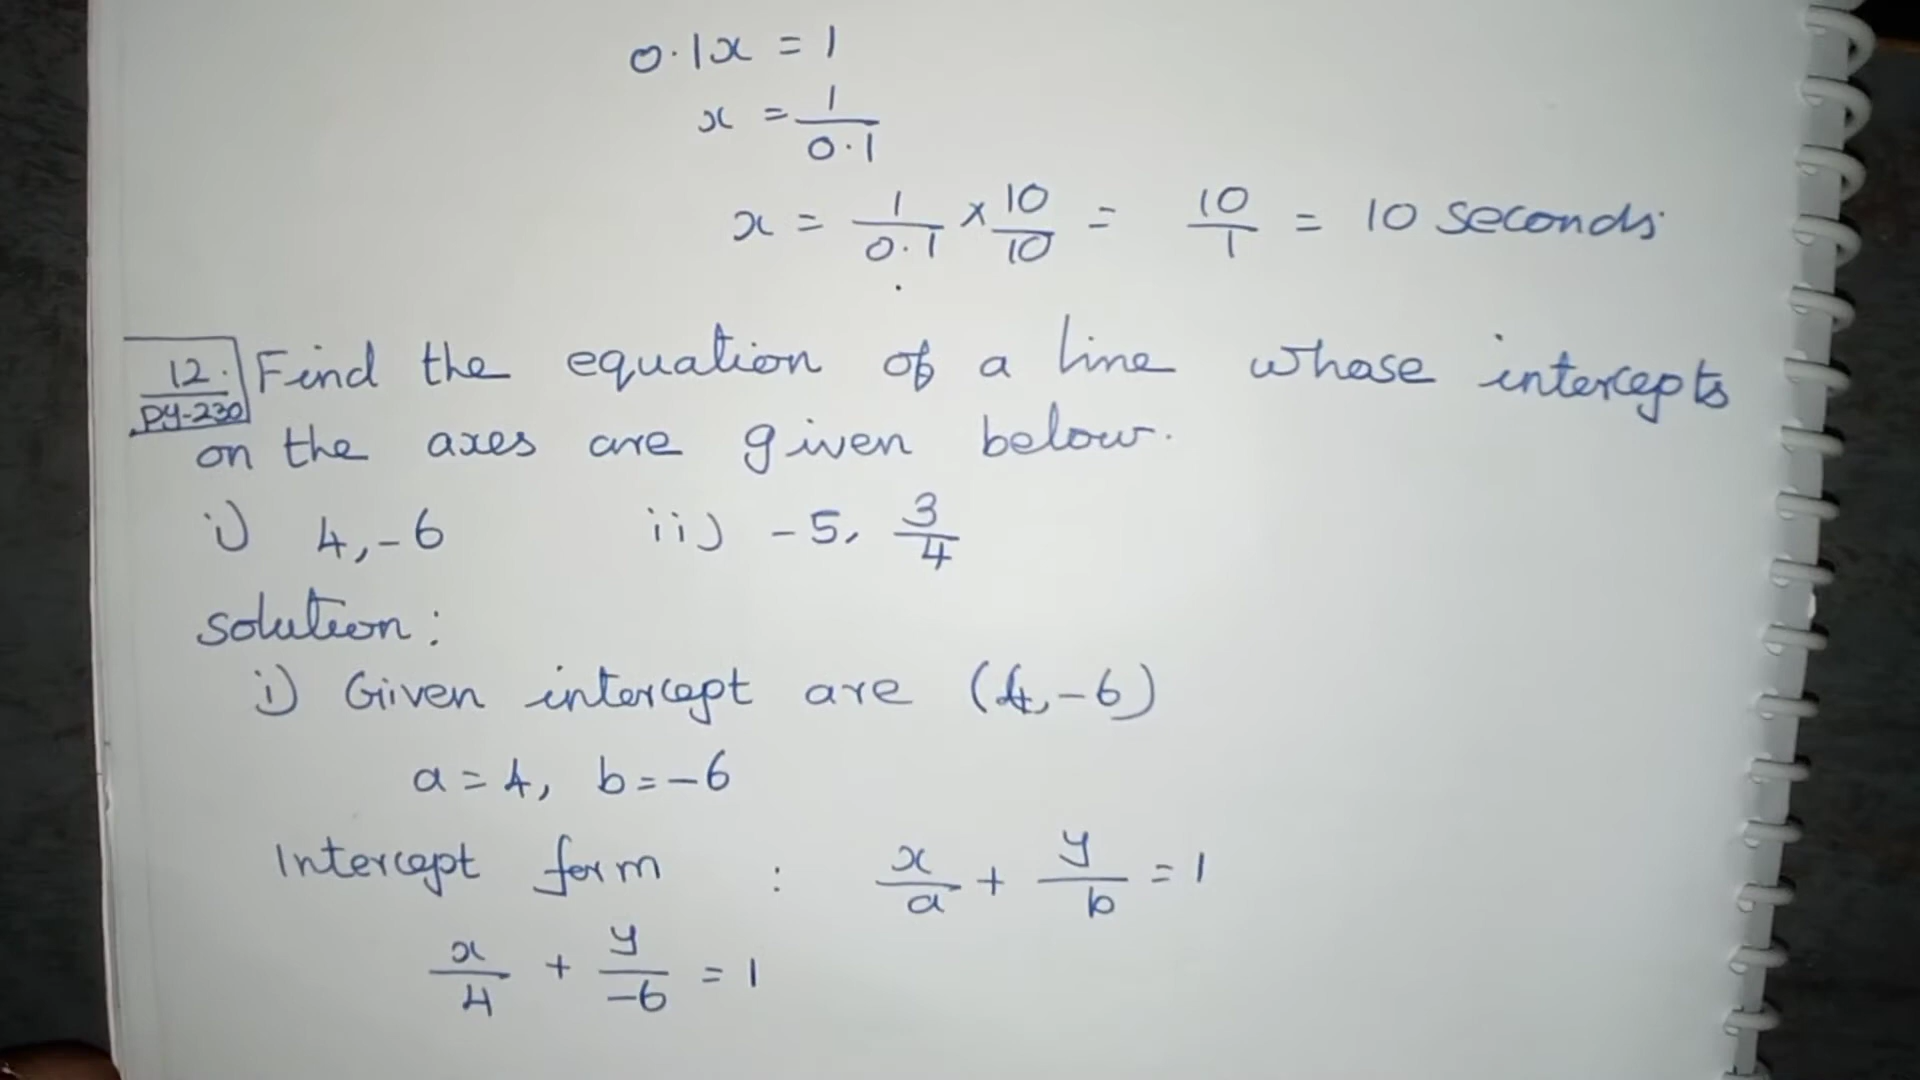 0.1x = 1
x = 1/0.1
x = 1/0.1 × 10/10 = 10/1 = 10 seconds.
12. Find the equation of a line whose intercepts
pg-230
on the axes are given below.
i) 4, -6 ii) -5, 3/4
solution:
i) Given intercept are (4, -6)
a = 4, b = -6
Intercept form : x/a + y/b = 1
x/4 + y/-6 = 1